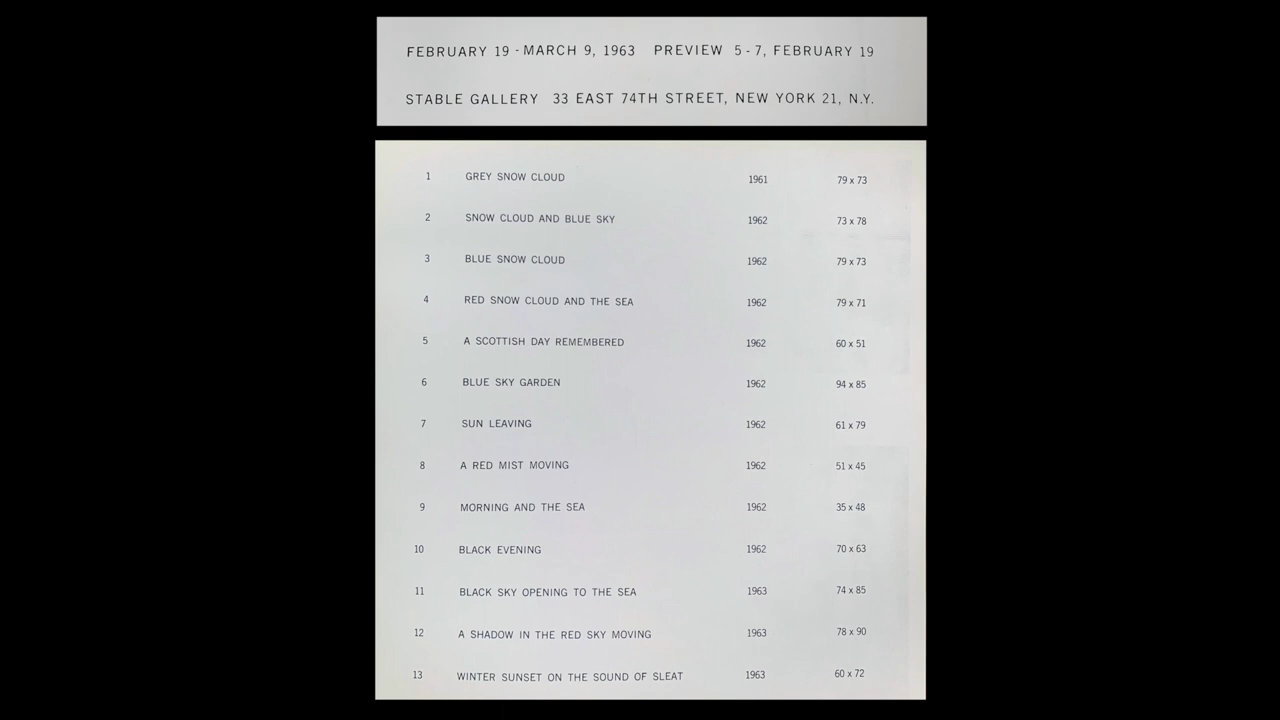 FEBRUARY 19 - MARCH 9, 1963 PREVIEW 5 - 7, FEBRUARY 19
STABLE GALLERY 33 EAST 74TH STREET, NEW YORK 21, N.Y.
1 GREY SNOW CLOUD 1961 79 x 73
2 SNOW CLOUD AND BLUE SKY 1962 73 x 78
3 BLUE SNOW CLOUD 1962 79 x 73
4 RED SNOW CLOUD AND THE SEA 1962 79 x 71
5 A SCOTTISH DAY REMEMBERED 1962 60 x 51
6 BLUE SKY GARDEN 1962 94 x 85
7 SUN LEAVING 1962 61 x 79
8 A RED MIST MOVING 1962 51 x 45
9 MORNING AND THE SEA 1962 35 x 48
10 BLACK EVENING 1962 70 x 63
11 BLACK SKY OPENING TO THE SEA 1963 74 x 85
12 A SHADOW IN THE RED SKY MOVING 1963 78 x 90
13 WINTER SUNSET ON THE SOUND OF SLEAT 1963 60 x 72